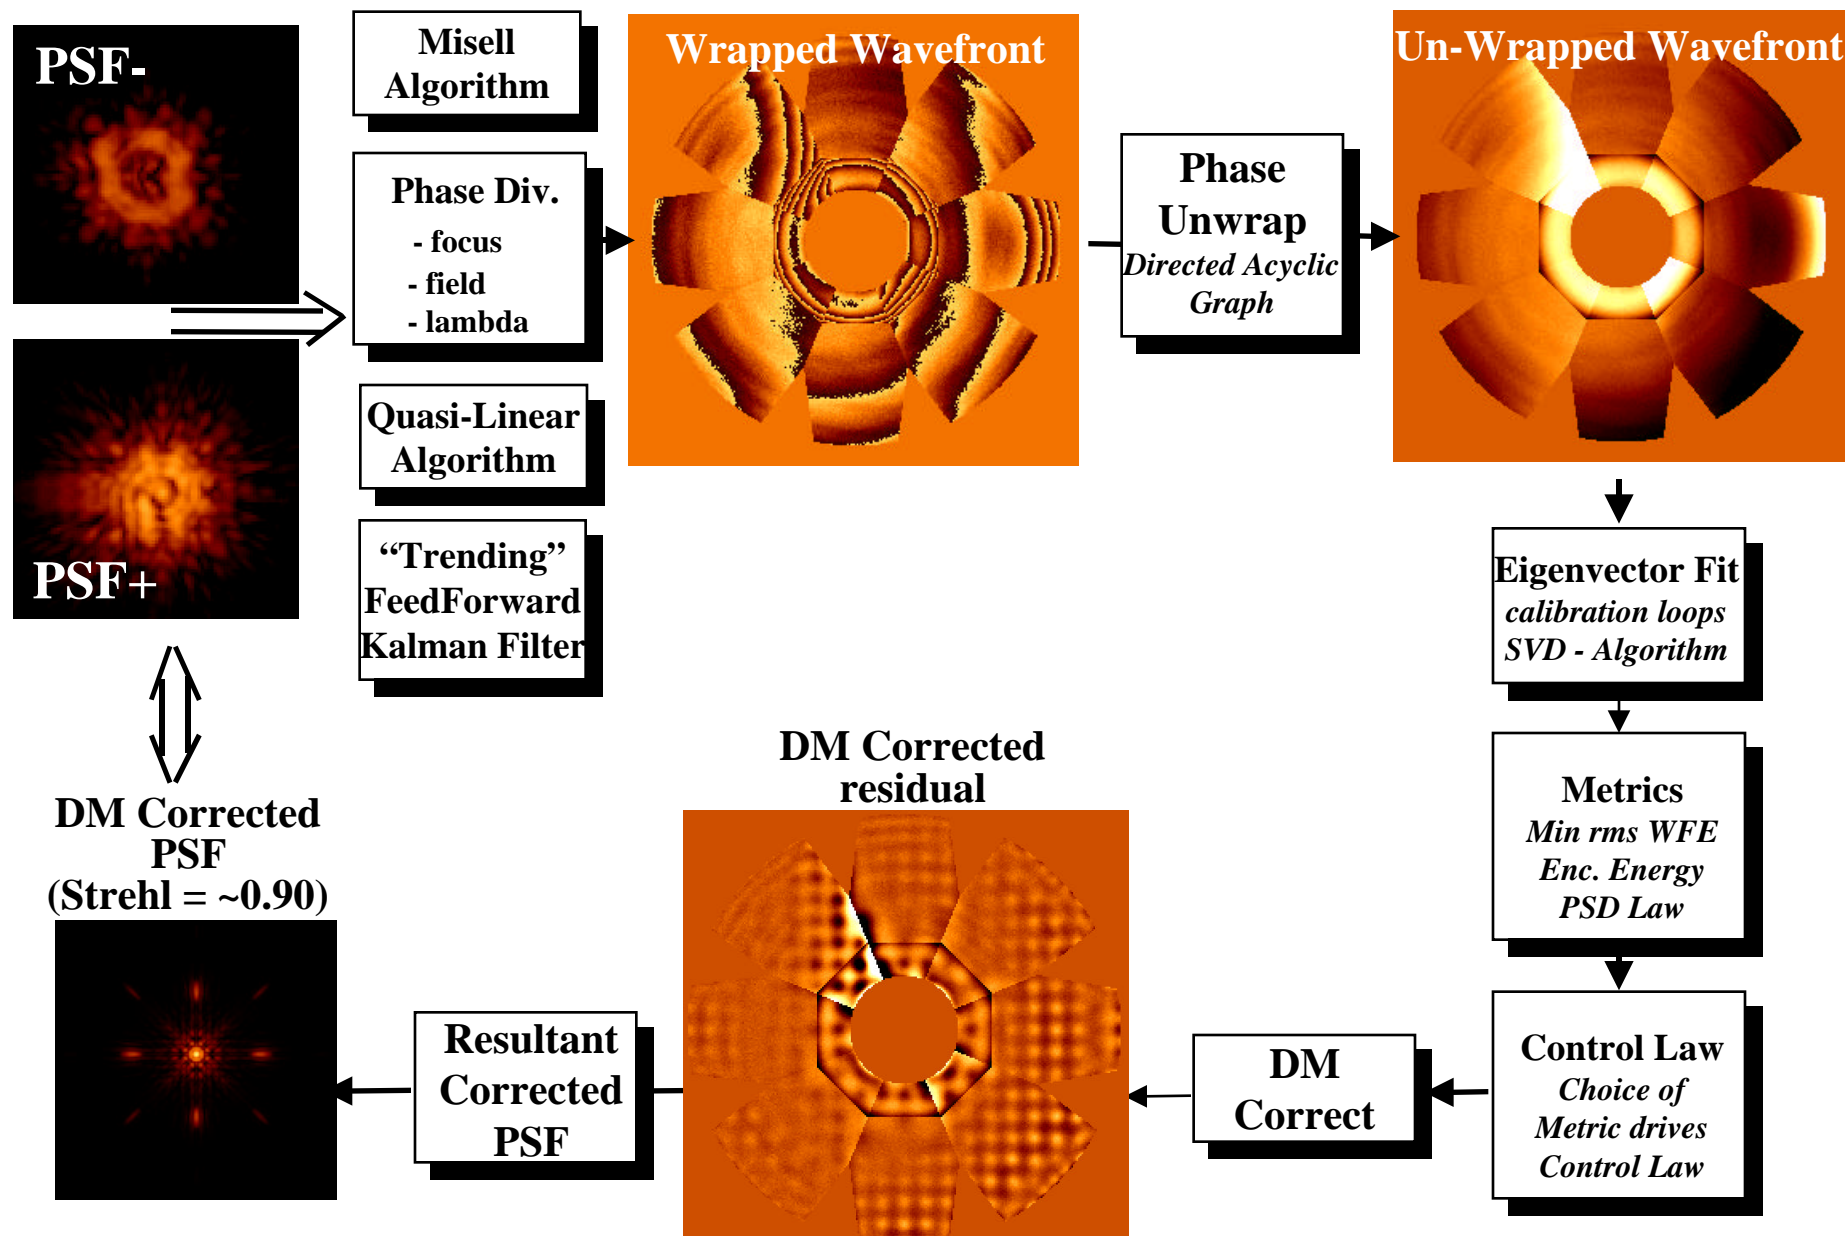 PSF-
PSF+
Misell
Algorithm
Phase Div.
- focus
- field
- lambda
Quasi-Linear
Algorithm
“Trending”
FeedForward
Kalman Filter
Wrapped Wavefront
Phase
Unwrap
Directed Acyclic
Graph
Un-Wrapped Wavefront
Eigenvector Fit
calibration loops
SVD - Algorithm
Metrics
Min rms WFE
Enc. Energy
PSD Law
Control Law
Choice of
Metric drives
Control Law
DM
Correct
DM Corrected
residual
Resultant
Corrected
PSF
DM Corrected
PSF
(Strehl = ~0.90)